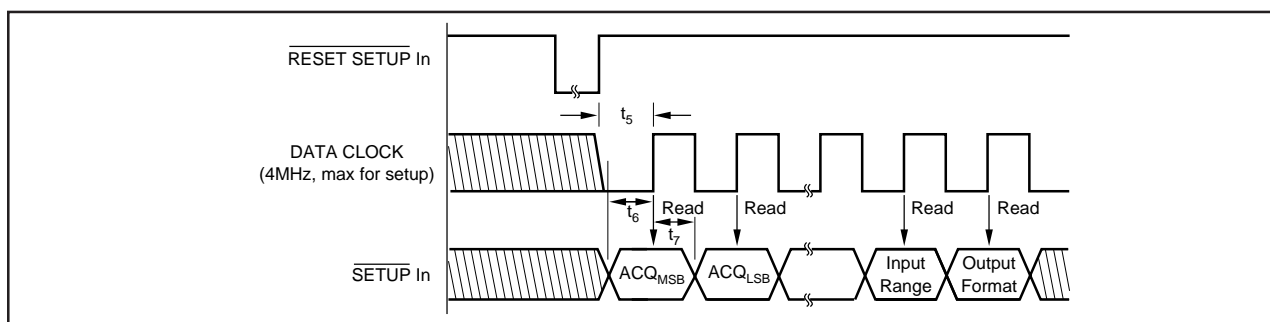 RESET SETUP In
t5
DATA CLOCK
(4MHz, max for setup)
t6
Read
Read
Read
Read
t7
SETUP In
ACQMSB
ACQLSB
Input
Range
Output
Format